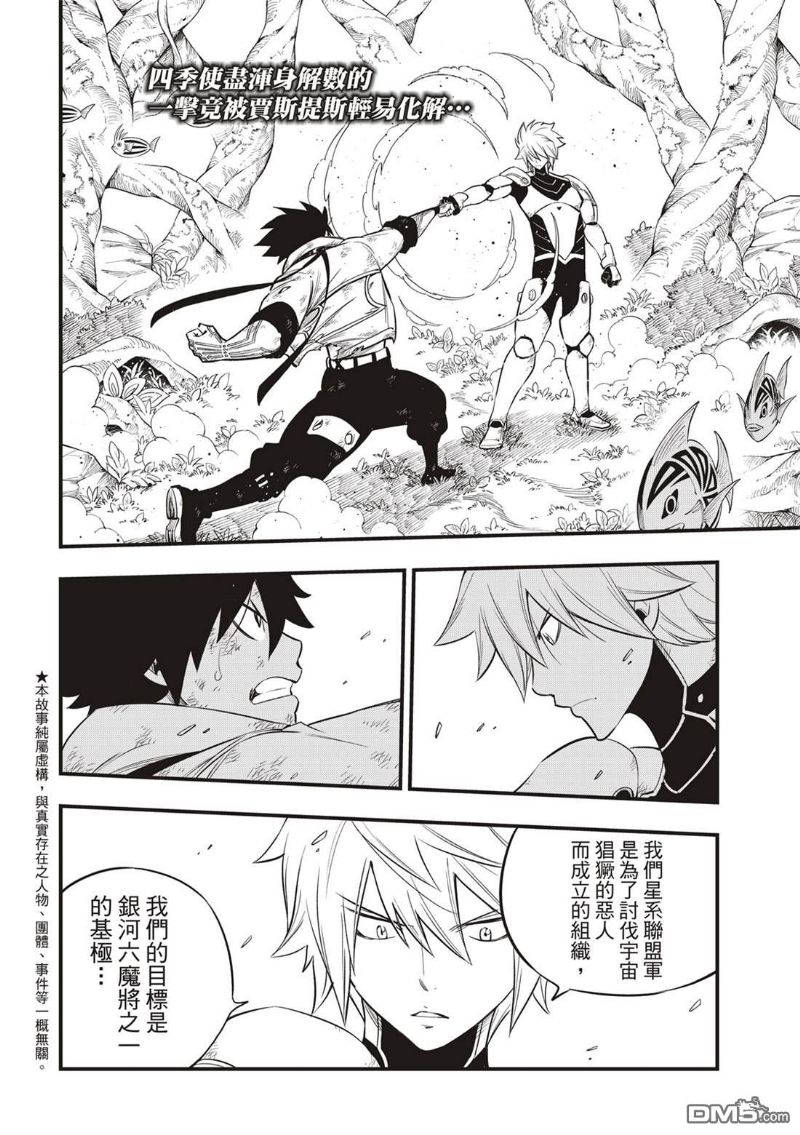 四季使盡渾身解數的
一擊竟被賈斯提斯輕易化解…
我們星系聯盟軍
是為了討伐宇宙
猖獗的惡人
而成立的組織，
我們的目標是
銀河六魔將之一
的基極…
★本故事純屬虛構，與真實存在之人物、團體、事件等一概無關。
DM5.com